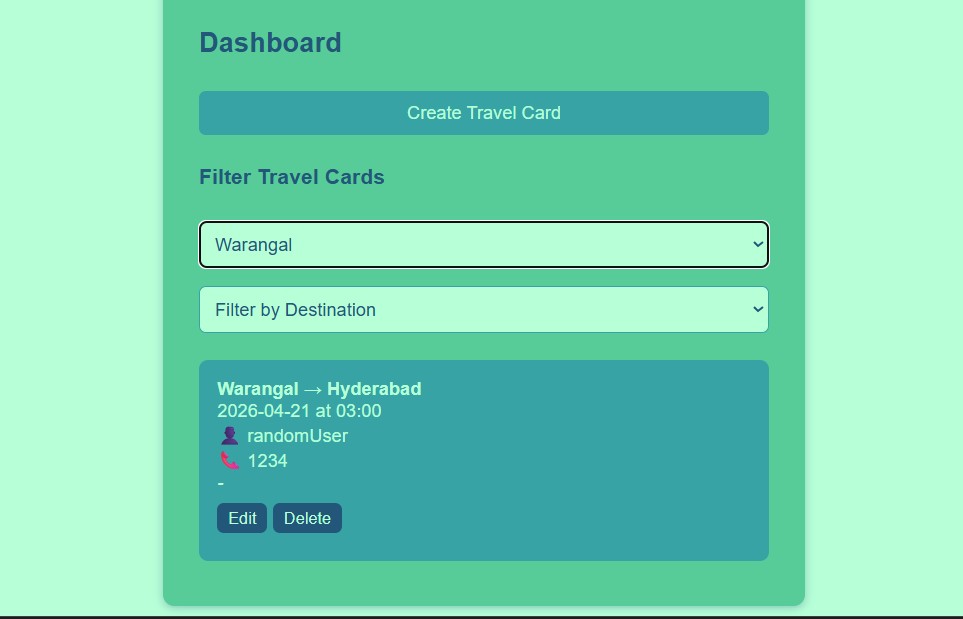 Dashboard
Create Travel Card
Filter Travel Cards
Warangal
Filter by Destination
Warangal → Hyderabad
2026-04-21 at 03:00
👤 randomUser
📞 1234
-
Edit Delete